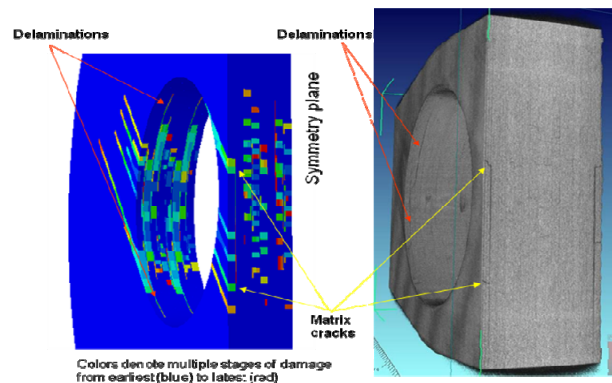 Delaminations
Delaminations
Symmetry plane
Matrix
cracks
Colors denote multiple stages of damage
from earliest (blue) to lates: (red)